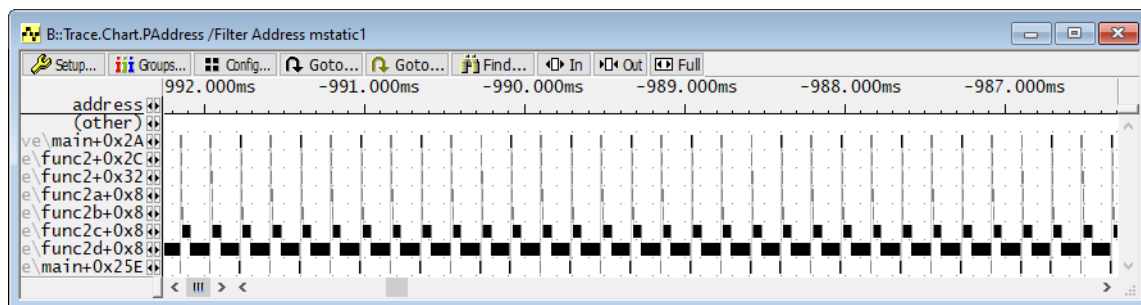 B::Trace.Chart.PAddress /Filter Address mstatic1
Setup... Groups... Config... Goto... Goto... Find... In Out Full
992.000ms -991.000ms -990.000ms -989.000ms -988.000ms -987.000ms
address
(other)
ve\main+0x2A
e\func2+0x2C
e\func2+0x32
e\func2a+0x8
e\func2b+0x8
e\func2c+0x8
e\func2d+0x8
e\main+0x25E